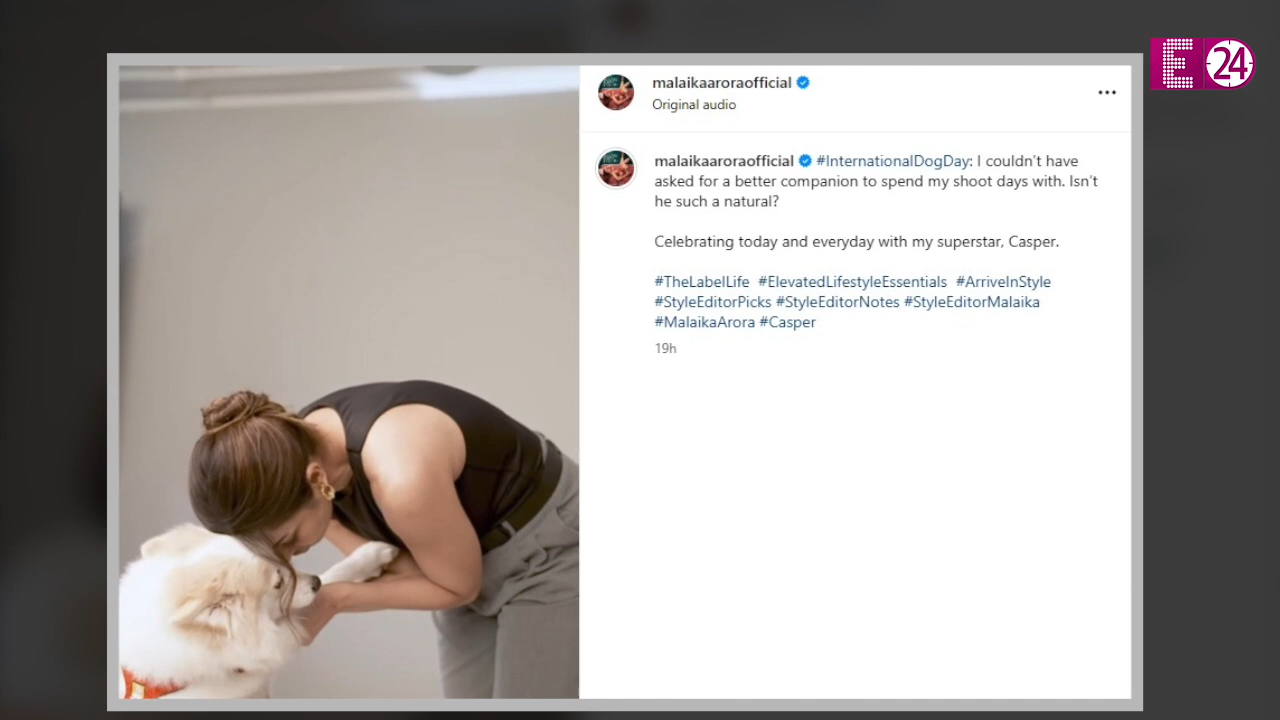 E 24
malaikaaroraofficial
Original audio
malaikaaroraofficial #InternationalDogDay: I couldn't have
asked for a better companion to spend my shoot days with. Isn't
he such a natural?
Celebrating today and everyday with my superstar, Casper.
#TheLabelLife #ElevatedLifestyleEssentials #ArriveInStyle
#StyleEditorPicks #StyleEditorNotes #StyleEditorMalaika
#MalaikaArora #Casper
19h